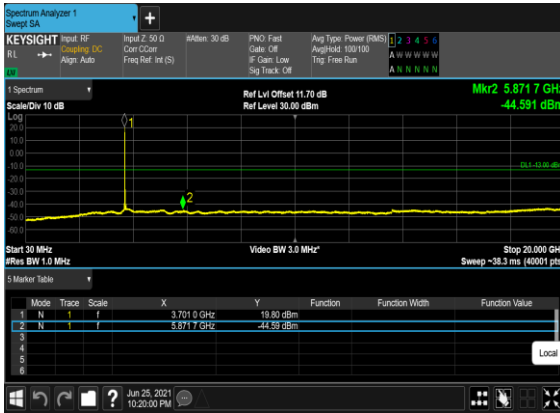 Spectrum Analyzer 1
Swept SA
+
KEYSIGHT Input: RF Input Z: 50 Ω #Atten: 30 dB PNO: Fast Avg Type: Power (RMS) 1 2 3 4 5 6
RL Coupling: DC Corr CCorr Gate: Off Avg|Hold: 100/100 A W W W W W
Align: Auto Freq Ref: Int (S) IF Gain: Low Trig: Free Run
Sig Track: Off A N N N N N
1 Spectrum Ref Lvl Offset 11.70 dB Mkr2 5.871 7 GHz
Scale/Div 10 dB Ref Level 30.00 dBm -44.591 dBm
Log
1
20.0
10.0
0.00
-10.0 DL1 -13.00 dBm
-20.0
-30.0
2
-40.0
-50.0
-60.0
Start 30 MHz Video BW 3.0 MHz* Stop 20.000 GH
#Res BW 1.0 MHz Sweep ~38.3 ms (40001 pts
5 Marker Table
Mode Trace Scale X Y Function Function Width Function Value
1 N 1 f 3.701 0 GHz 19.80 dBm
2 N 1 f 5.871 7 GHz -44.59 dBm
3
4
5
6
Local
? Jun 25, 2021
10:20:00 PM